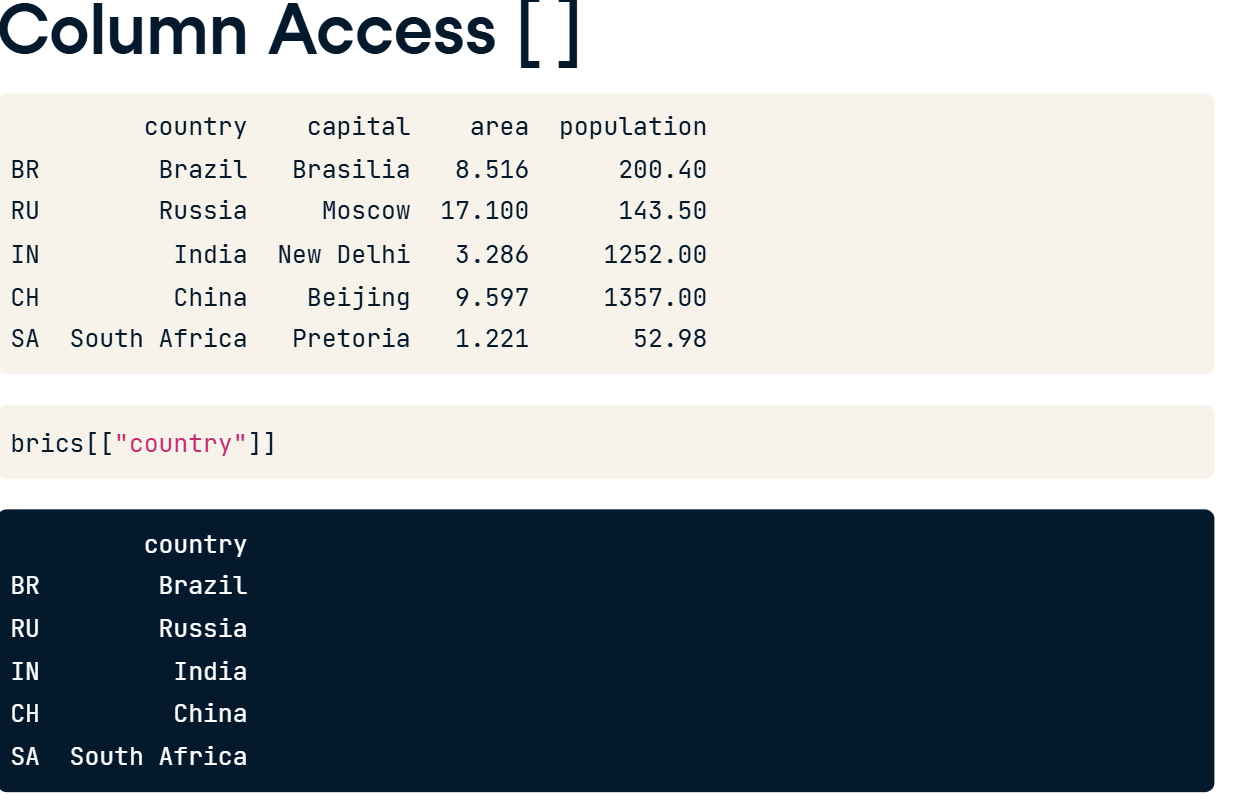 Column Access [ ]
country capital area population
BR Brazil Brasilia 8.516 200.40
RU Russia Moscow 17.100 143.50
IN India New Delhi 3.286 1252.00
CH China Beijing 9.597 1357.00
SA South Africa Pretoria 1.221 52.98
brics[["country"]]
country
BR Brazil
RU Russia
IN India
CH China
SA South Africa